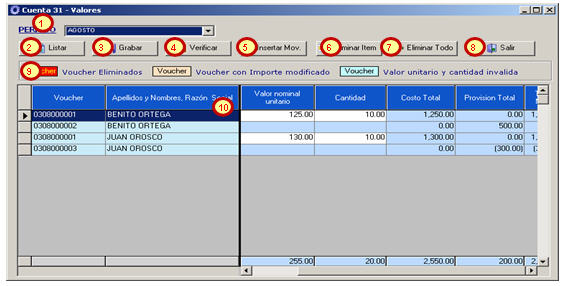 Cuenta 31 - Valores
1
AGOSTO
2 Listar 3 Grabar 4 Verificar 5 Insertar Mov. 6 minar Item 7 Eliminar Todo 8 Salir
9 cher Voucher Eliminados Voucher Voucher con Importe modificado Voucher Valor unitario y cantidad invalida
Voucher Apellidos y Nombres, Razón Social Valor nominal unitario Cantidad Costo Total Provision Total
10
0308000001 BENITO ORTEGA 125.00 10.00 1,250.00 0.00 1,
0308000002 BENITO ORTEGA 0.00 500.00
0308000001 JUAN OROSCO 130.00 10.00 1,300.00 0.00 1,
0308000003 JUAN OROSCO 0.00 (300.00) (
255.00 20.00 2,550.00 200.00 2,